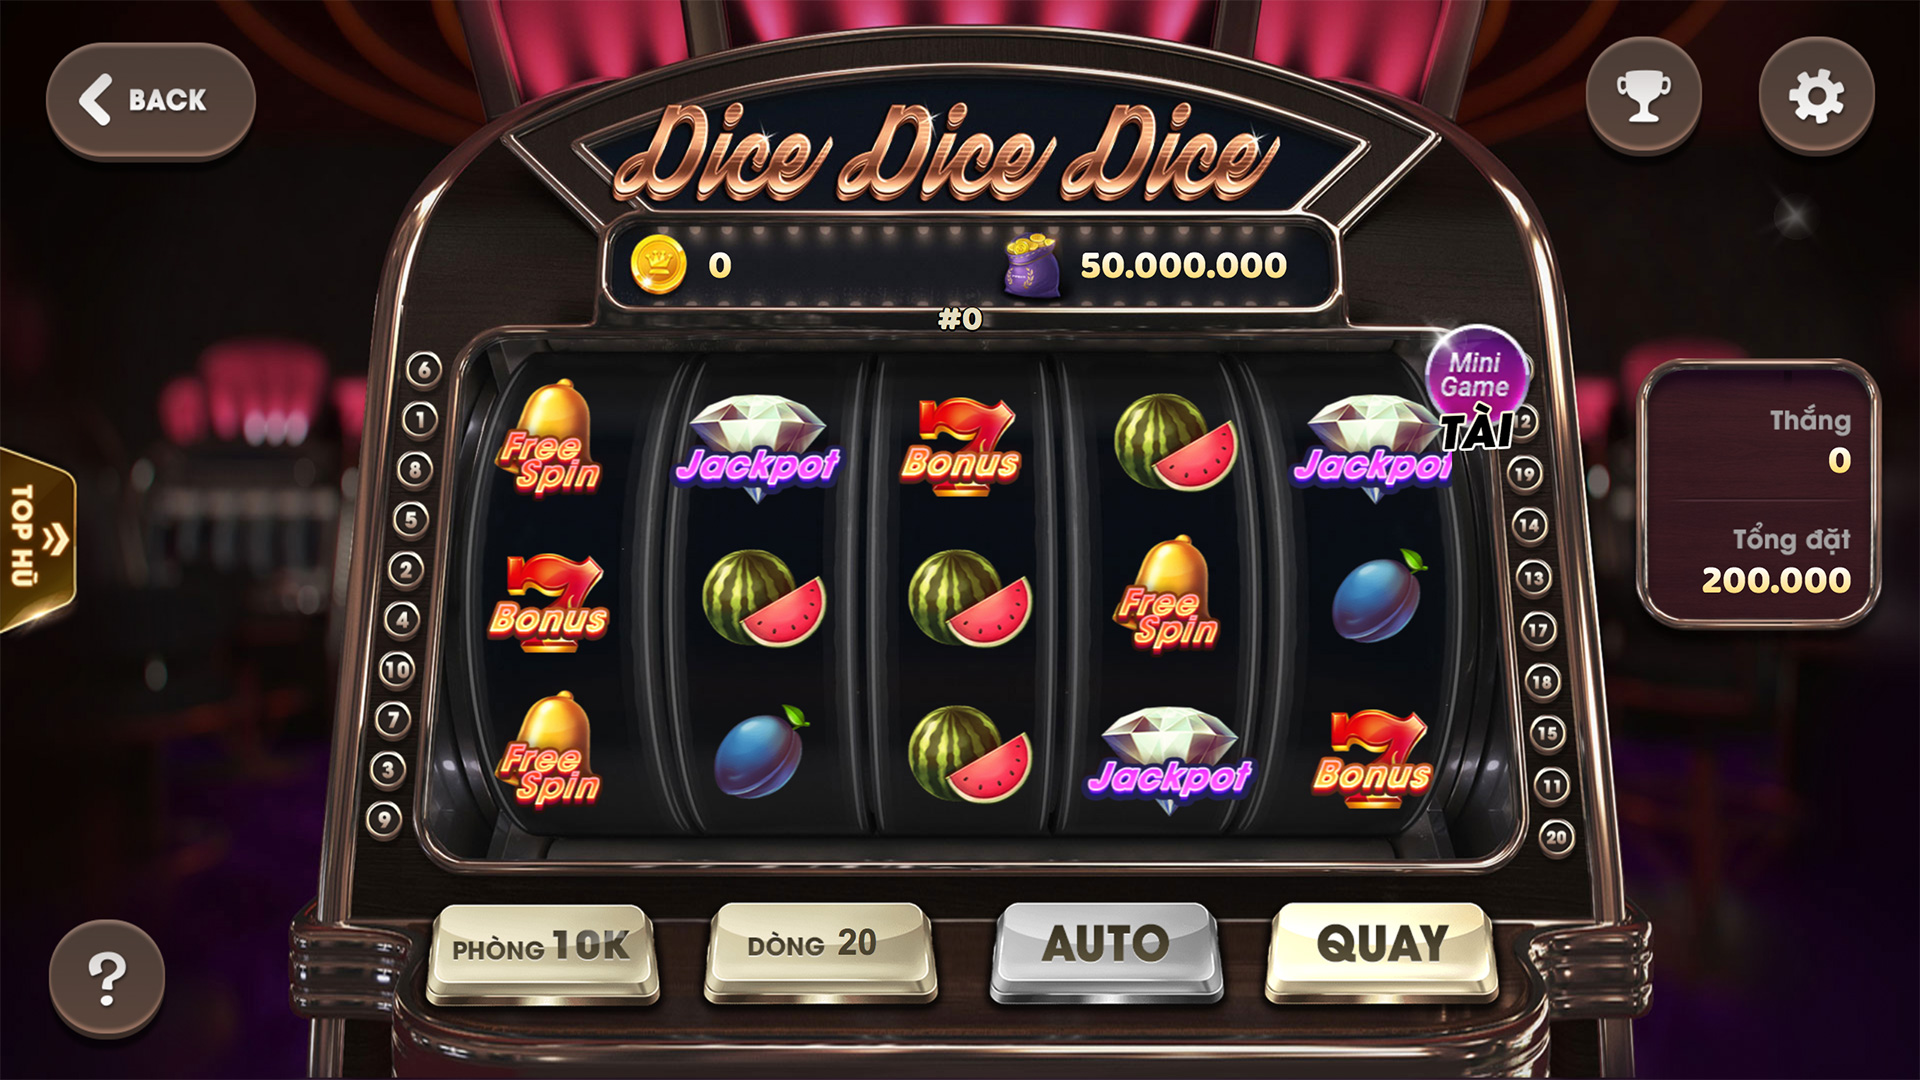 BACK
Dice Dice Dice
0
50.000.000
#0
Mini
Game
TÀI
6
1
8
5
2
4
10
7
3
9
12
19
14
13
17
18
15
11
20
Free
Spin
Jackpot
Bonus
Jackpot
Bonus
Free
Spin
Free
Spin
Jackpot
Bonus
Thắng
0
Tổng đặt
200.000
TOP HŨ
?
PHÒNG 10K
DÒNG 20
AUTO
QUAY